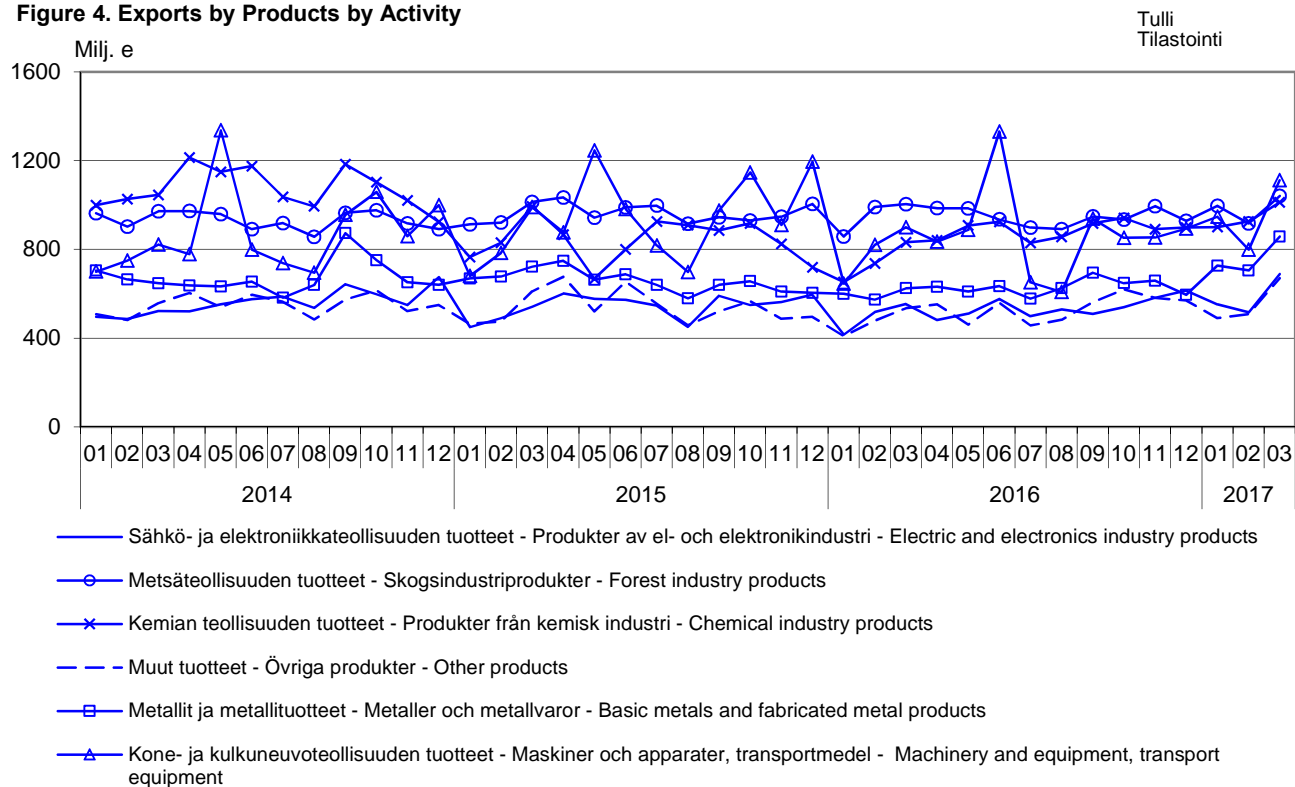 Figure 4. Exports by Products by Activity
Tulli
Tilastointi
Milj. e
1600
1200
800
400
0
01 02 03 04 05 06 07 08 09 10 11 12 01 02 03 04 05 06 07 08 09 10 11 12 01 02 03 04 05 06 07 08 09 10 11 12 01 02 03
2014 2015 2016 2017
Sähkö- ja elektroniikkateollisuuden tuotteet - Produkter av el- och elektronikindustri - Electric and electronics industry products
Metsäteollisuuden tuotteet - Skogsindustriprodukter - Forest industry products
Kemian teollisuuden tuotteet - Produkter från kemisk industri - Chemical industry products
Muut tuotteet - Övriga produkter - Other products
Metallit ja metallituotteet - Metaller och metallvaror - Basic metals and fabricated metal products
Kone- ja kulkuneuvoteollisuuden tuotteet - Maskiner och apparater, transportmedel - Machinery and equipment, transport
equipment